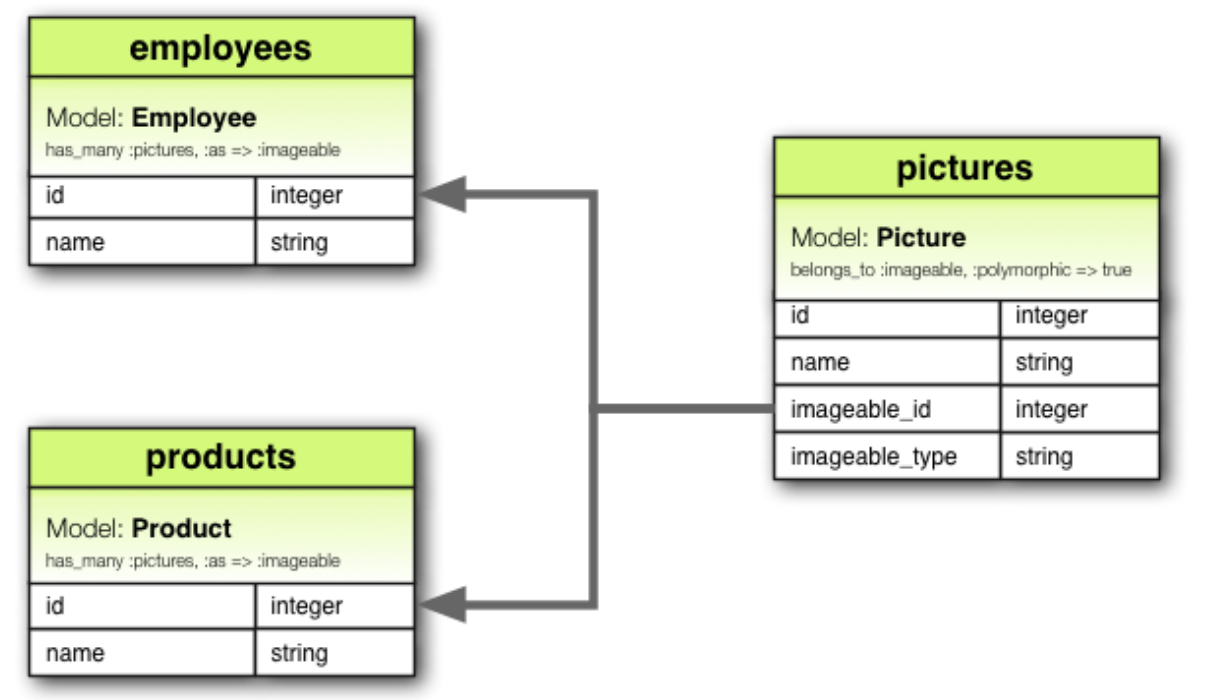 employees
Model: Employee
has_many :pictures, :as => :imageable
id integer
name string
pictures
Model: Picture
belongs_to :imageable, :polymorphic => true
id integer
name string
imageable_id integer
imageable_type string
products
Model: Product
has_many :pictures, :as => :imageable
id integer
name string